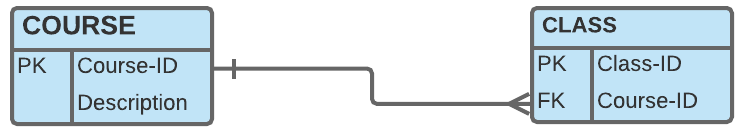 COURSE
PK Course-ID
Description
CLASS
PK Class-ID
FK Course-ID